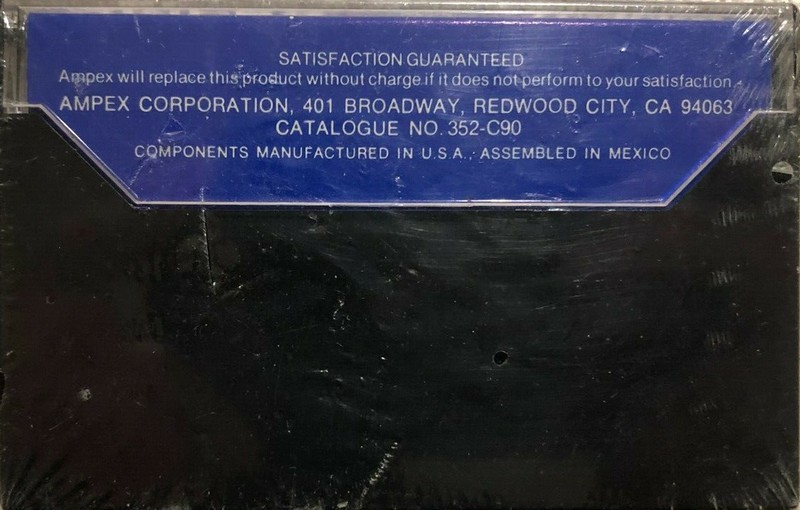 SATISFACTION GUARANTEED
Ampex will replace this product without charge if it does not perform to your satisfaction.
AMPEX CORPORATION, 401 BROADWAY, REDWOOD CITY, CA 94063
CATALOGUE NO. 352-C90
COMPONENTS MANUFACTURED IN U.S.A., ASSEMBLED IN MEXICO